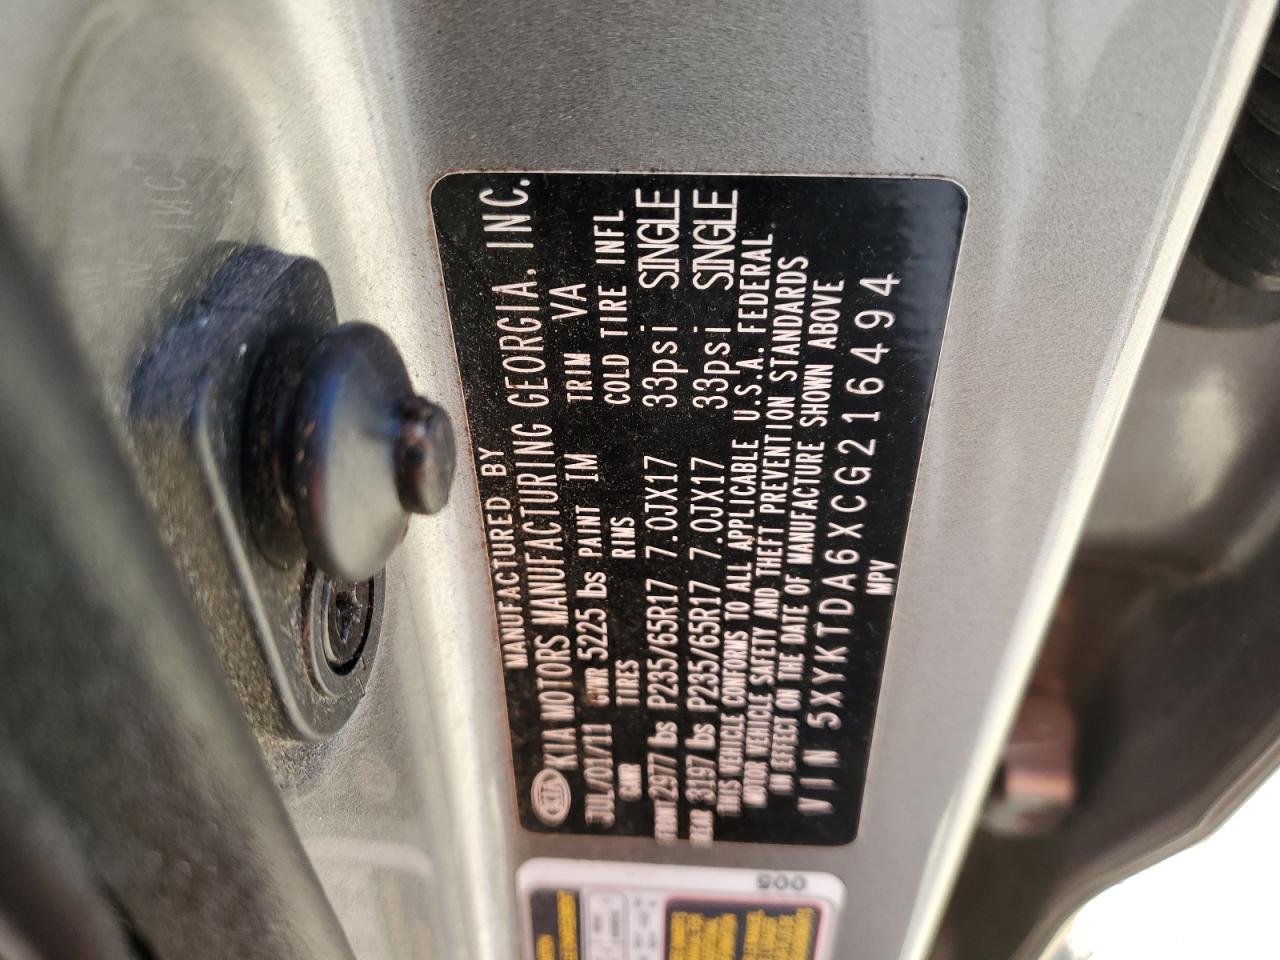 MANUFACTURED BY
KIA KIA MOTORS MANUFACTURING GEORGIA, INC.
JUL/01/11 GVWR 5225 lbs PAINT IM TRIM VA
GAWR TIRES RIMS COLD TIRE INFL
FRONT 2977 lbs P235/65R17 7.0JX17 33psi SINGLE
REAR 3197 lbs P235/65R17 7.0JX17 33psi SINGLE
THIS VEHICLE CONFORMS TO ALL APPLICABLE U.S.A. FEDERAL
MOTOR VEHICLE SAFETY AND THEFT PREVENTION STANDARDS
IN EFFECT ON THE DATE OF MANUFACTURE SHOWN ABOVE
VIN 5XYKTDA6XCG216494
MPV
005